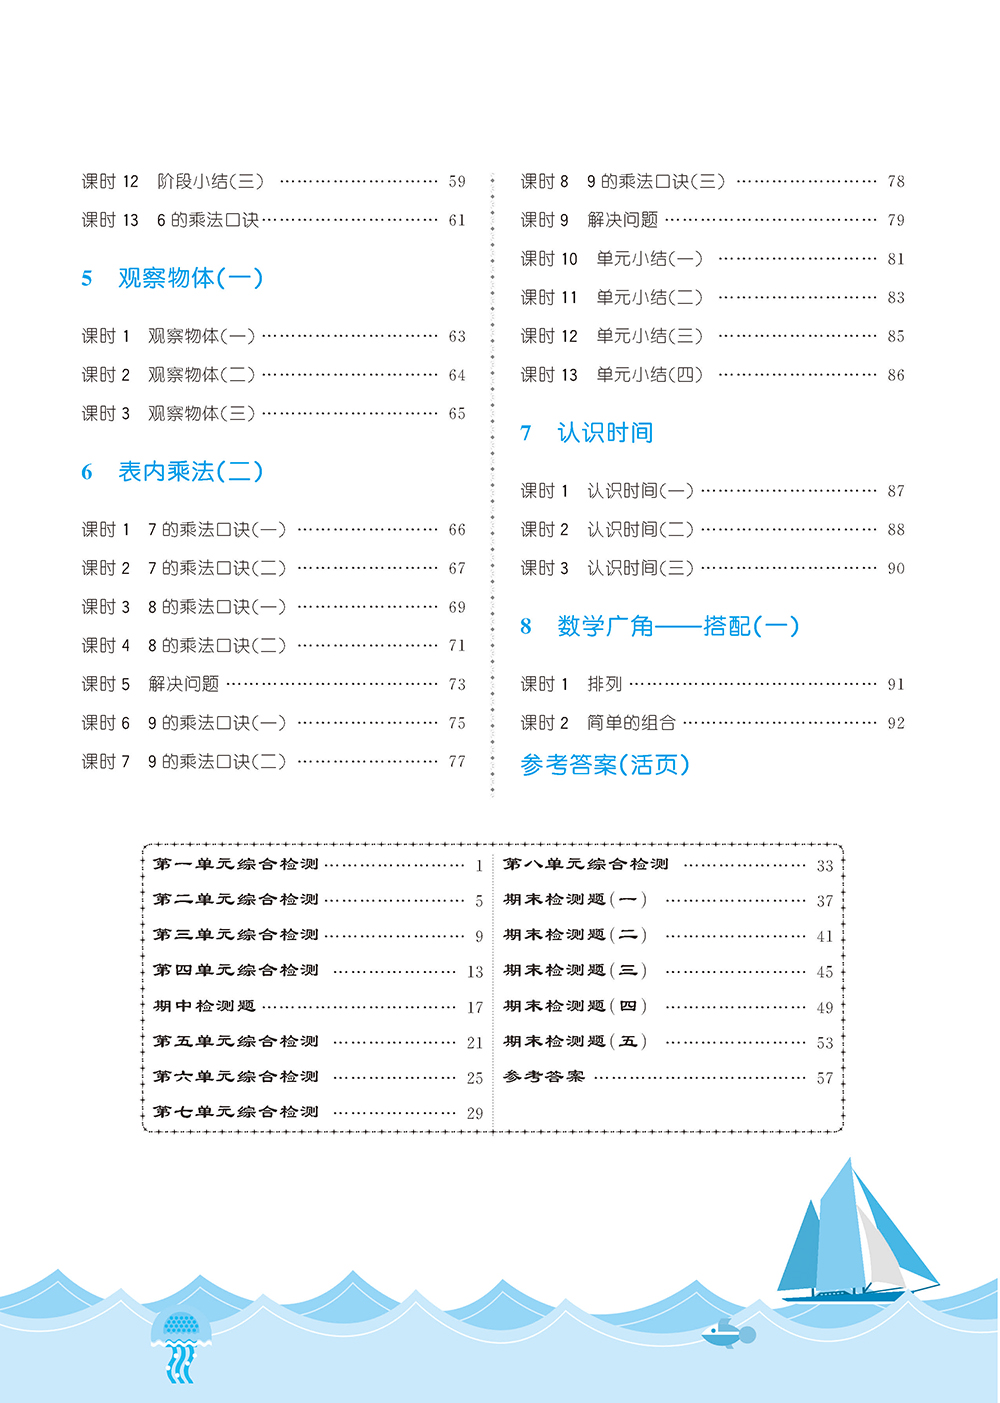 课时 12 阶段小结(三) …………………… 59
课时 13 6 的乘法口诀…………………… 61
5 观察物体(一)
课时 1 观察物体(一)…………………… 63
课时 2 观察物体(二)…………………… 64
课时 3 观察物体(三)…………………… 65
6 表内乘法(二)
课时 1 7 的乘法口诀(一) …………………… 66
课时 2 7 的乘法口诀(二) …………………… 67
课时 3 8 的乘法口诀(一) …………………… 69
课时 4 8 的乘法口诀(二) …………………… 71
课时 5 解决问题 …………………… 73
课时 6 9 的乘法口诀(一) …………………… 75
课时 7 9 的乘法口诀(二) …………………… 77
课时 8 9 的乘法口诀(三) …………………… 78
课时 9 解决问题 …………………… 79
课时 10 单元小结(一) …………………… 81
课时 11 单元小结(二) …………………… 83
课时 12 单元小结(三) …………………… 85
课时 13 单元小结(四) …………………… 86
7 认识时间
课时 1 认识时间(一)…………………… 87
课时 2 认识时间(二)…………………… 88
课时 3 认识时间(三)…………………… 90
8 数学广角——搭配(一)
课时 1 排列 …………………… 91
课时 2 简单的组合 …………………… 92
参考答案(活页)
第一单元综合检测…………………… 1
第二单元综合检测…………………… 5
第三单元综合检测…………………… 9
第四单元综合检测 …………………… 13
期中检测题…………………… 17
第五单元综合检测 …………………… 21
第六单元综合检测 …………………… 25
第七单元综合检测 …………………… 29
第八单元综合检测 …………………… 33
期末检测题(一) …………………… 37
期末检测题(二) …………………… 41
期末检测题(三) …………………… 45
期末检测题(四) …………………… 49
期末检测题(五) …………………… 53
参考答案 …………………… 57